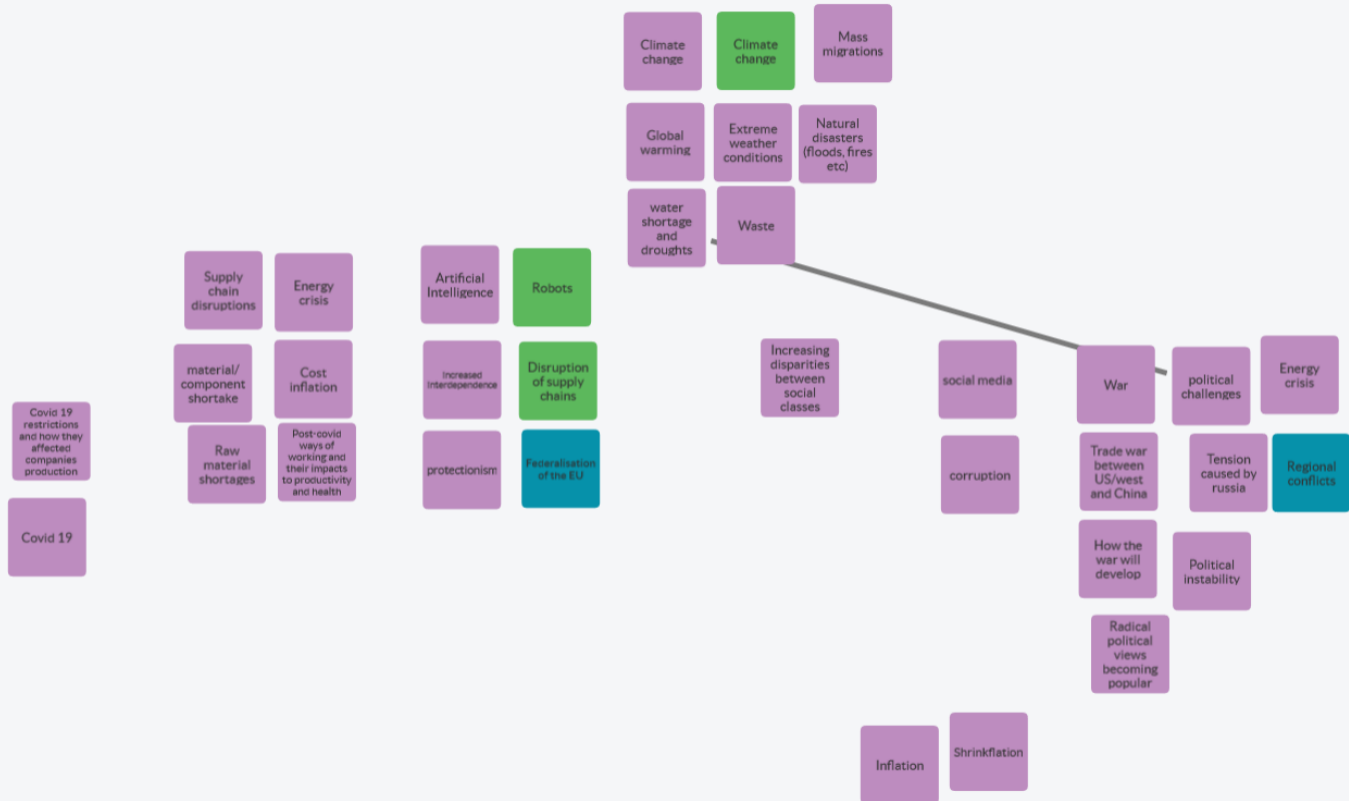 Climate
change
Climate
change
Mass
migrations
Global
warming
Extreme
weather
conditions
Natural
disasters
(floods, fires
etc)
water
shortage
and
droughts
Waste
Supply
chain
disruptions
Energy
crisis
Artificial
Intelligence
Robots
material/
component
shortake
Cost
inflation
Increased
Interdependence
Disruption
of supply
chains
Increasing
disparities
between
social
classes
social media
War
political
challenges
Energy
crisis
Covid 19
restrictions
and how they
affected
companies
production
Raw
material
shortages
Post-covid
ways of
working and
their impacts
to productivity
and health
protectionism
Federalisation
of the EU
corruption
Trade war
between
US/west
and China
Tension
caused by
russia
Regional
conflicts
Covid 19
How the
war will
develop
Political
instability
Radical
political
views
becoming
popular
Inflation
Shrinkflation